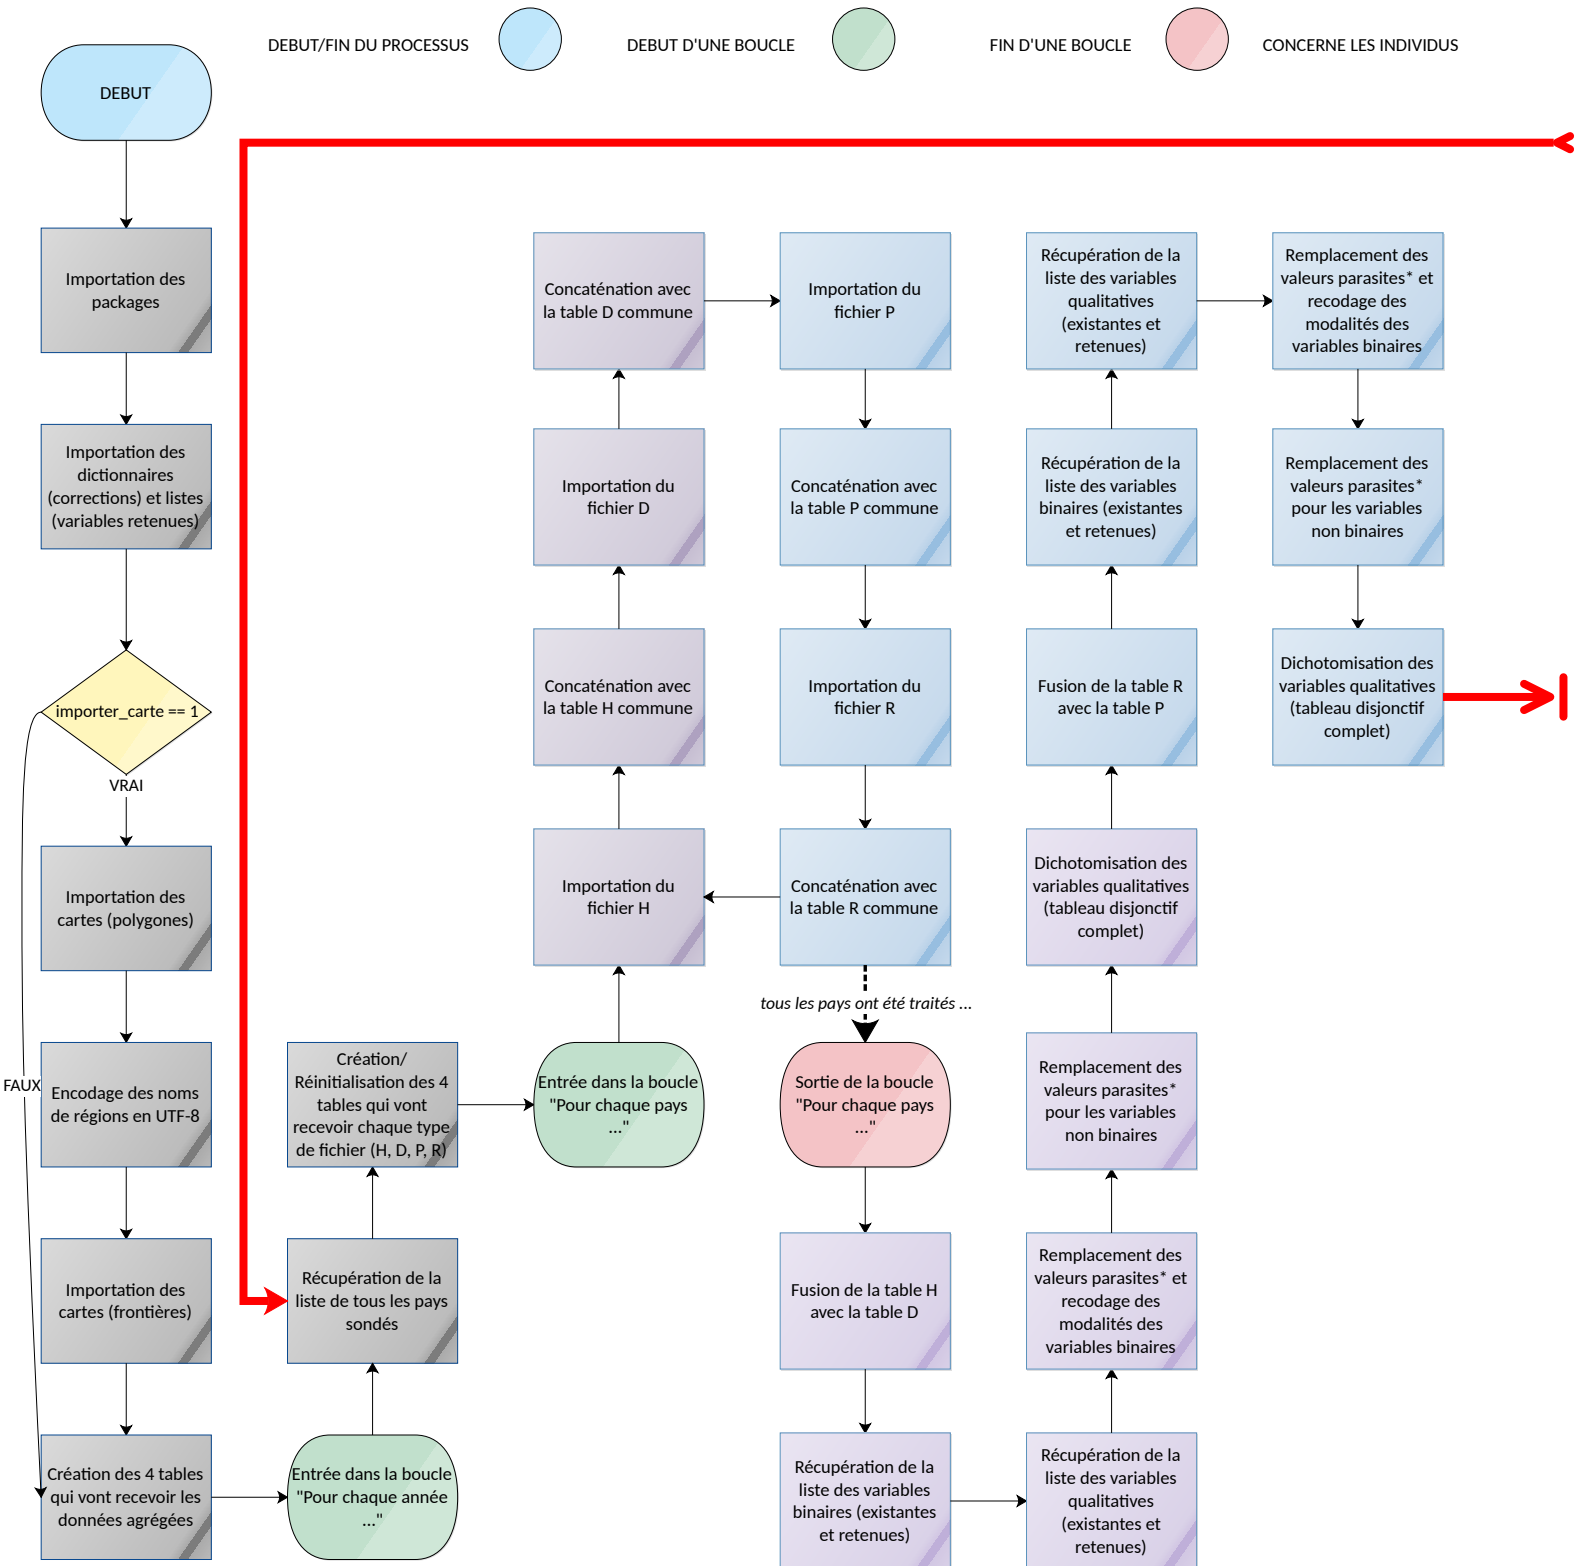 DEBUT/FIN DU PROCESSUS
DEBUT D'UNE BOUCLE
FIN D'UNE BOUCLE
CONCERNE LES INDIVIDUS
DEBUT
Importation des
packages
Importation des
dictionnaires
(corrections) et listes
(variables retenues)
importer_carte == 1
VRAI
FAUX
Importation des
cartes (polygones)
Encodage des noms
de régions en UTF-8
Importation des
cartes (frontières)
Création des 4 tables
qui vont recevoir les
données agrégées
Entrée dans la boucle
"Pour chaque année
..."
Récupération de la
liste de tous les pays
sondés
Création/
Réinitialisation des 4
tables qui vont
recevoir chaque type
de fichier (H, D, P, R)
Entrée dans la boucle
"Pour chaque pays
..."
Importation du
fichier H
Concaténation avec
la table H commune
Importation du
fichier D
Concaténation avec
la table D commune
Importation du
fichier P
Concaténation avec
la table P commune
Importation du
fichier R
Concaténation avec
la table R commune
tous les pays ont été traités ...
Sortie de la boucle
"Pour chaque pays
..."
Fusion de la table H
avec la table D
Récupération de la
liste des variables
binaires (existantes
et retenues)
Récupération de la
liste des variables
qualitatives
(existantes et
retenues)
Remplacement des
valeurs parasites* et
recodage des
modalités des
variables binaires
Remplacement des
valeurs parasites*
pour les variables
non binaires
Dichotomisation des
variables qualitatives
(tableau disjonctif
complet)
Fusion de la table R
avec la table P
Récupération de la
liste des variables
binaires (existantes
et retenues)
Récupération de la
liste des variables
qualitatives
(existantes et
retenues)
Remplacement des
valeurs parasites* et
recodage des
modalités des
variables binaires
Remplacement des
valeurs parasites*
pour les variables
non binaires
Dichotomisation des
variables qualitatives
(tableau disjonctif
complet)